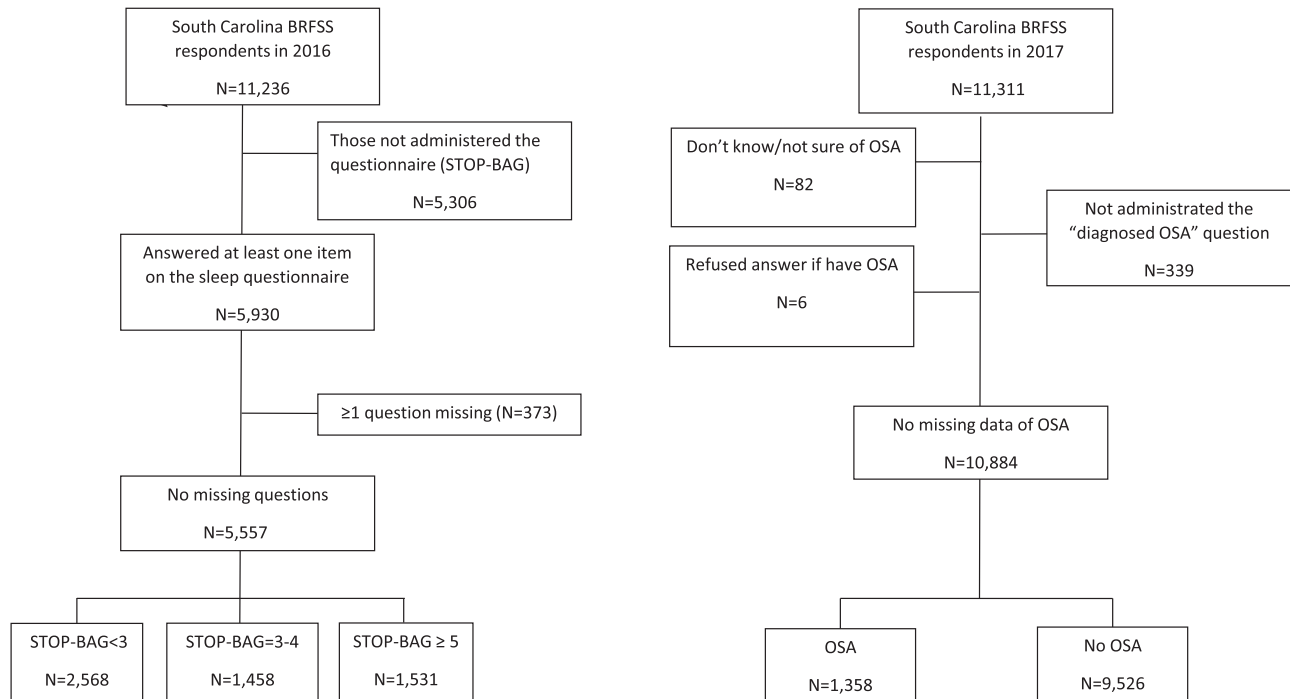 South Carolina BRFSS
respondents in 2016
N=11,236
Those not administered the
questionnaire (STOP-BAG)
N=5,306
Answered at least one item
on the sleep questionnaire
N=5,930
≥1 question missing (N=373)
No missing questions
N=5,557
STOP-BAG<3
N=2,568
STOP-BAG=3-4
N=1,458
STOP-BAG ≥ 5
N=1,531
South Carolina BRFSS
respondents in 2017
N=11,311
Don’t know/not sure of OSA
N=82
Not administrated the
“diagnosed OSA” question
N=339
Refused answer if have OSA
N=6
No missing data of OSA
N=10,884
OSA
N=1,358
No OSA
N=9,526